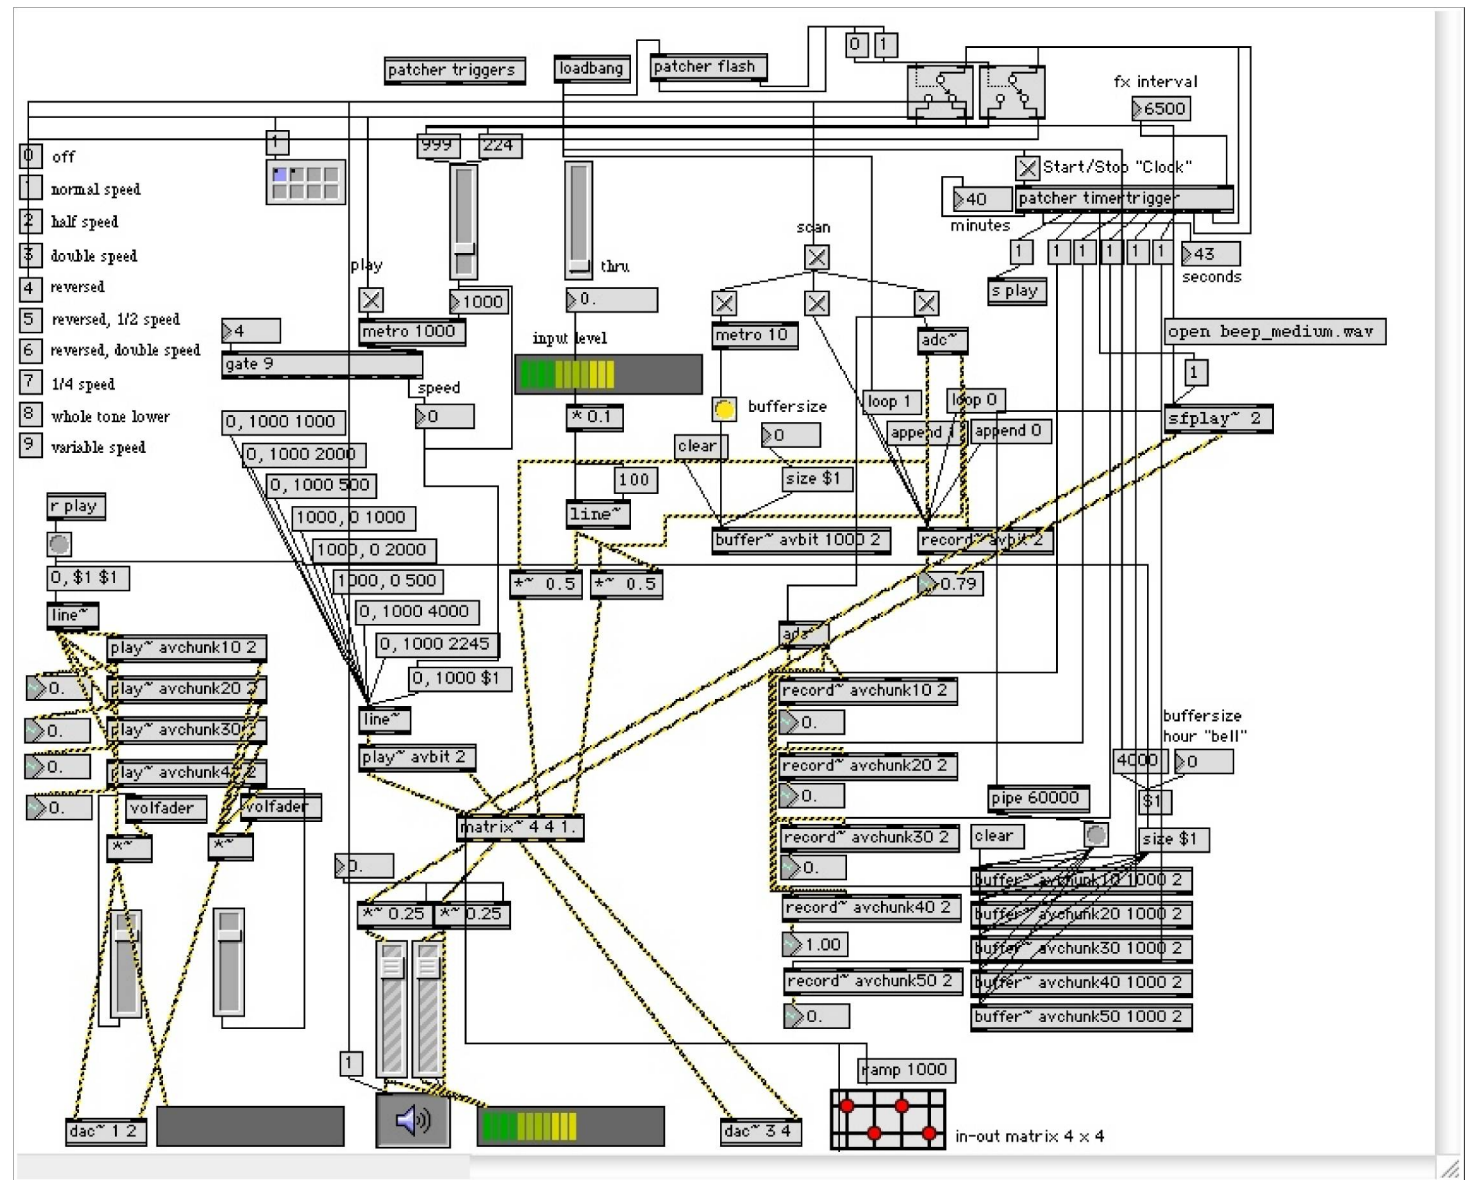 0 1
patcher triggers
loadbang
patcher flash
fx interval
6500
1
999
224
0 off
1 normal speed
2 half speed
3 double speed
4 reversed
5 reversed, 1/2 speed
6 reversed, double speed
7 1/4 speed
8 whole tone lower
9 variable speed
Start/Stop "Clock"
40
minutes
patcher timertrigger
1 1 1 1 1 1
43
seconds
s play
scan
play
thru
1000
0.
metro 1000
4
gate 9
input level
metro 10
adc~
open beep_medium.wav
1
speed
0
* 0.1
buffersize
0
loop 1
loop 0
append 0
sfplay~ 2
clear
size $1
100
0, 1000 1000
0, 1000 2000
0, 1000 500
1000, 0 1000
1000, 0 2000
1000, 0 500
0, 1000 4000
0, 1000 2245
0, 1000 $1
r play
line~
buffer~ avbit 1000 2
record~ avbit 2
0, $1 $1
*~ 0.5
*~ 0.5
0.79
line~
adc~
play~ avchunk10 2
play~ avchunk20 2
play~ avchunk30 2
play~ avchunk40 2
0.
0.
0.
0.
volfader
volfader
*~
*~
line~
play~ avbit 2
matrix~ 4 4 1.
0.
*~ 0.25
*~ 0.25
record~ avchunk10 2
0.
record~ avchunk20 2
0.
record~ avchunk30 2
0.
record~ avchunk40 2
1.00
record~ avchunk50 2
0.
buffersize
hour "bell"
4000
0
$1
pipe 60000
clear
size $1
buffer~ avchunk10 1000 2
buffer~ avchunk20 1000 2
buffer~ avchunk30 1000 2
buffer~ avchunk40 1000 2
buffer~ avchunk50 1000 2
1
ramp 1000
dac~ 1 2
dac~ 3 4
in-out matrix 4 x 4